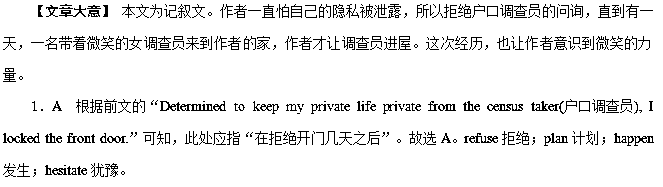 【文章大意】 本文为记叙文。作者一直怕自己的隐私被泄露，所以拒绝户口调查员的问询，直到有一
天，一名带着微笑的女调查员来到作者的家，作者才让调查员进屋。这次经历，也让作者意识到微笑的力
量。
1．A 根据前文的“Determined to keep my private life private from the census taker(户口调查员), I
locked the front door.”可知，此处应指“在拒绝开门几天之后”。故选 A。refuse 拒绝；plan 计划；happen
发生；hesitate 犹豫。